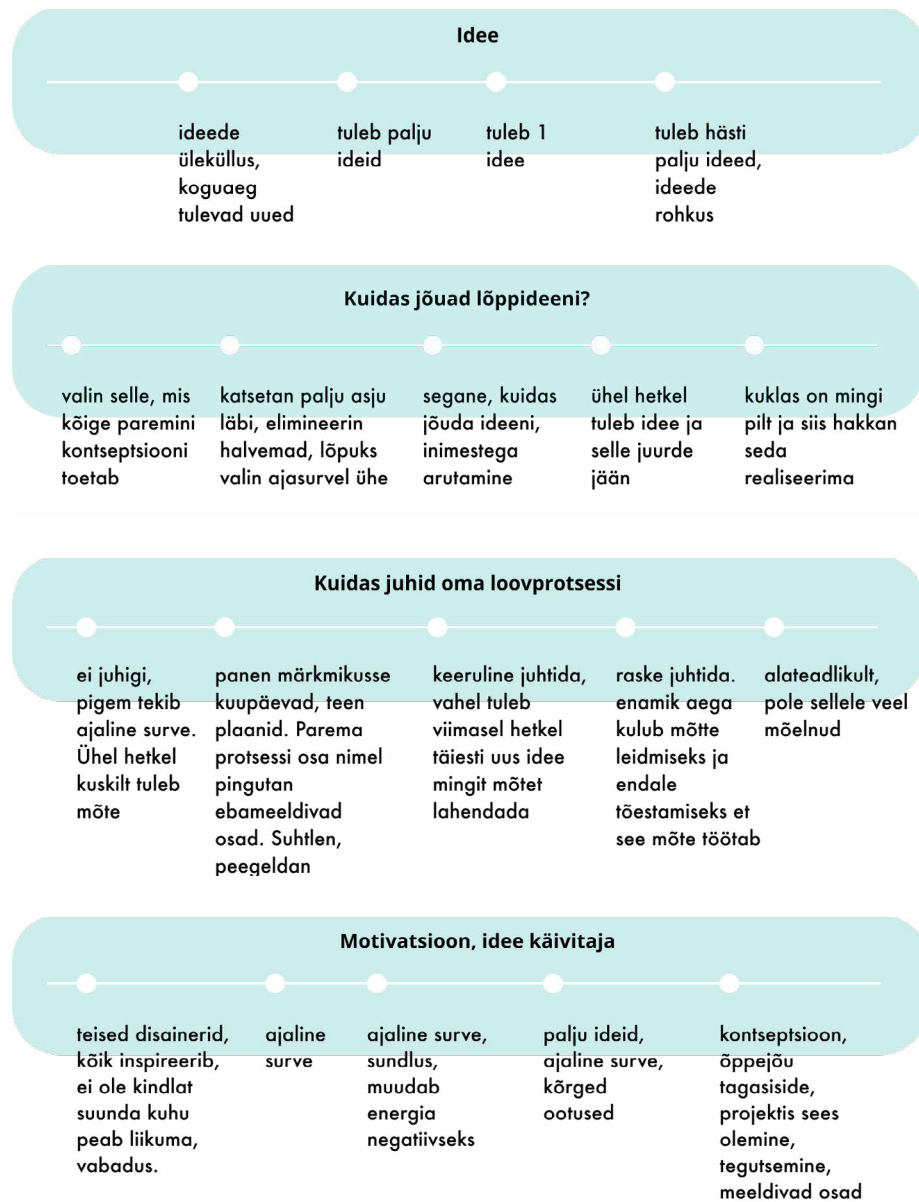 Idee
ideede
üleküllus,
koguaeg
tulevad uued
tuleb palju
ideid
tuleb 1
idee
tuleb hästi
palju ideed,
ideede
rohkus
Kuidas jõuad lõppideeni?
valin selle, mis
kõige paremini
kontseptsiooni
toetab
katsetan palju asju
läbi, elimineerin
halvemad, lõpuks
valin ajasurvel ühe
segane, kuidas
jõuda ideeni,
inimestega
arutamine
ühel hetkel
tuleb idee ja
selle juurde
jään
kuklas on mingi
pilt ja siis hakkan
seda
realiseerima
Kuidas juhid oma loovprotsessi
ei juhigi,
pigem tekib
ajaline surve.
Ühel hetkel
kuskilt tuleb
mõte
panen märkmikusse
kuupäevad, teen
plaanid. Parema
protsessi osa nimel
pingutan
ebameeldivad
osad. Suhtlen,
peegeldan
keeruline juhtida,
vahel tuleb
viimasel hetkel
täiesti uus idee
mingit mõtet
lahendada
raske juhtida.
enamik aega
kulub mõtte
leidmiseks ja
endale
tõestamiseks et
see mõte töötab
alateadlikult,
pole sellele veel
mõelnud
Motivatsioon, idee käivitaja
teised disainerid,
kõik inspireerib,
ei ole kindlat
suunda kuhu
peab liikuma,
vabadus.
ajaline
surve
ajaline surve,
sundlus,
muudab
energia
negatiivseks
palju ideid,
ajaline surve,
kõrged
ootused
kontseptsioon,
õppejõu
tagasiside,
projektis sees
olemine,
tegutsemine,
meeldivad osad